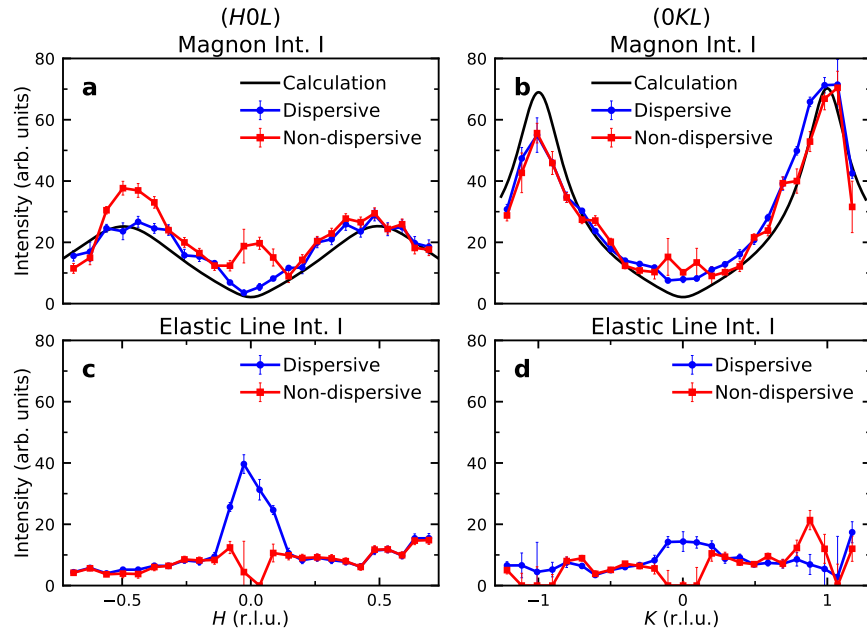 (H0L)
(0KL)
Magnon Int. I
Magnon Int. I
80
60
40
20
0
Intensity (arb. units)
a
Calculation
Dispersive
Non-dispersive
80
60
40
20
0
b
Calculation
Dispersive
Non-dispersive
Elastic Line Int. I
Elastic Line Int. I
80
60
40
20
0
Intensity (arb. units)
c
Dispersive
Non-dispersive
−0.5
0.0
0.5
H (r.l.u.)
80
60
40
20
0
d
Dispersive
Non-dispersive
−1
0
1
K (r.l.u.)